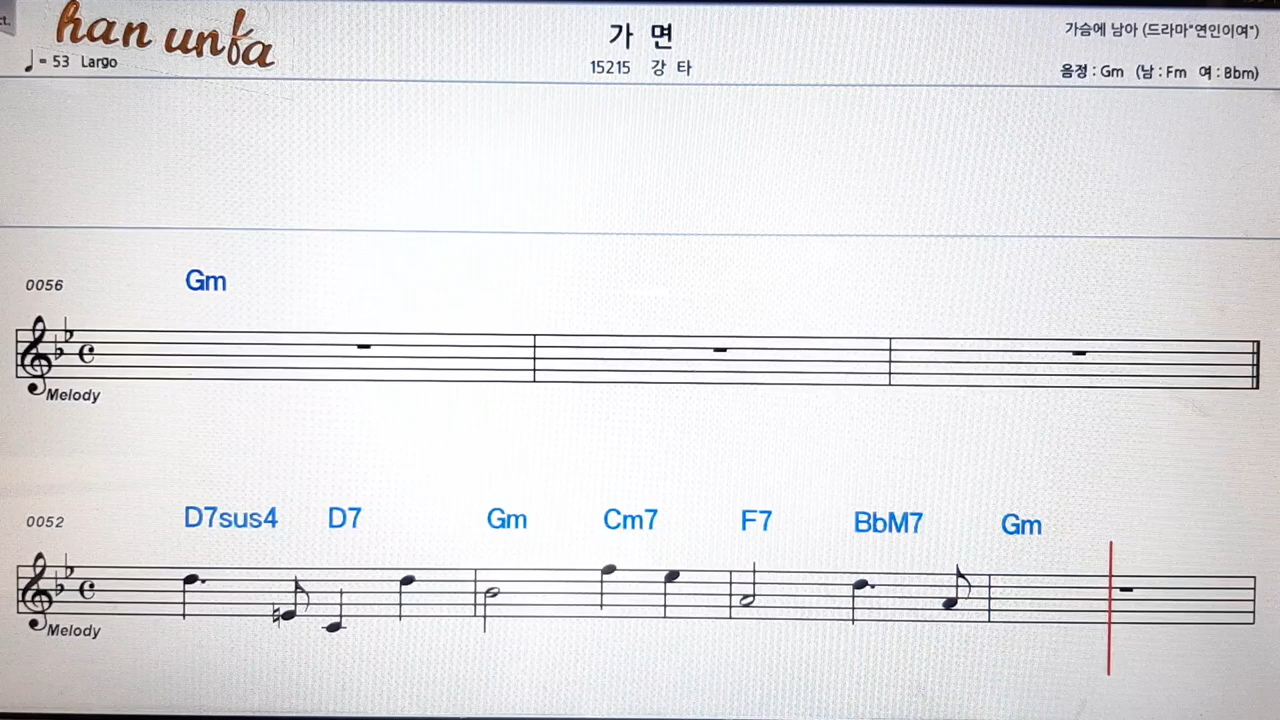 ct.
han unfa
♩= 53 Largo
가 면
15215 강 타
가슴에 남아 (드라마"연인이여")
음정 : Gm (남 : Fm 여 : Bbm)
0056
Gm
Melody
0052
D7sus4 D7 Gm Cm7 F7 BbM7 Gm
Melody